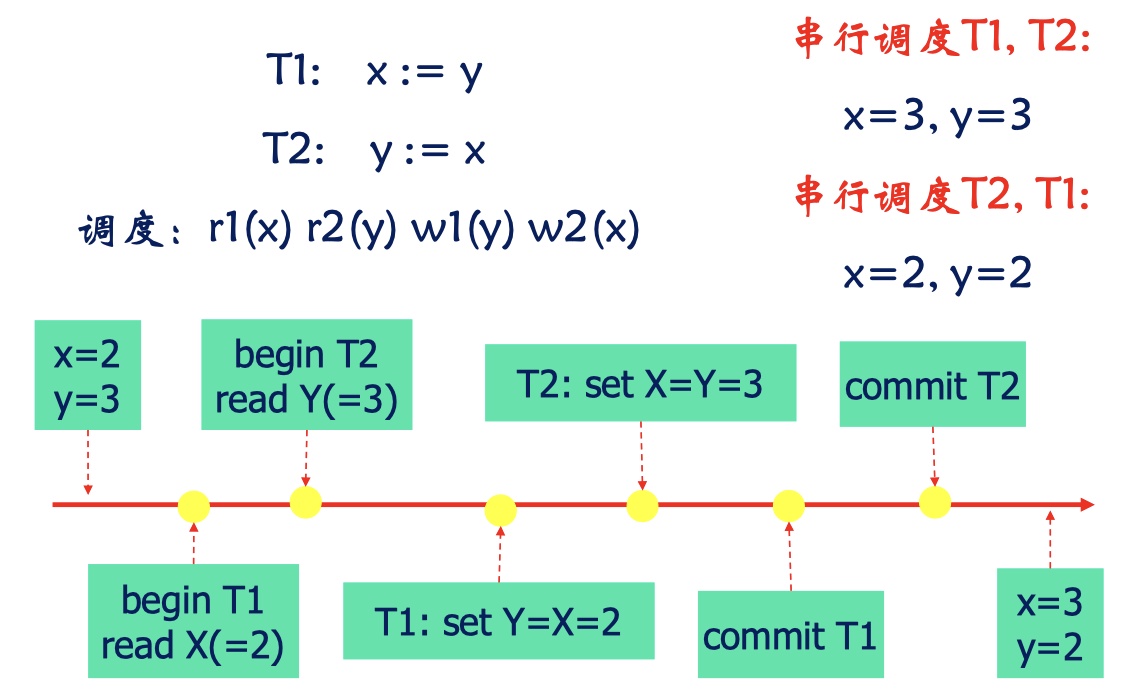 T1: x := y
T2: y := x
调度: r1(x) r2(y) w1(y) w2(x)
串行调度T1, T2:
x=3, y=3
串行调度T2, T1:
x=2, y=2
x=2
y=3
begin T2
read Y(=3)
T2: set X=Y=3
commit T2
begin T1
read X(=2)
T1: set Y=X=2
commit T1
x=3
y=2